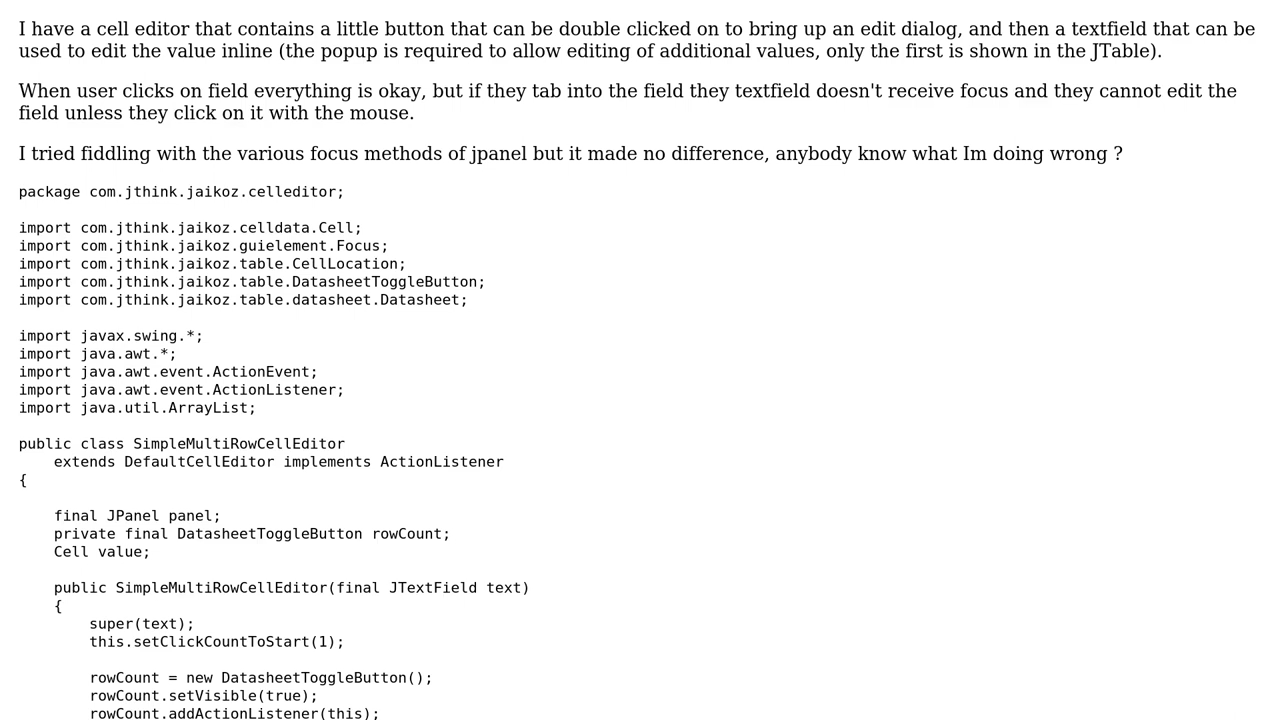 I have a cell editor that contains a little button that can be double clicked on to bring up an edit dialog, and then a textfield that can be
used to edit the value inline (the popup is required to allow editing of additional values, only the first is shown in the JTable).
When user clicks on field everything is okay, but if they tab into the field they textfield doesn't receive focus and they cannot edit the
field unless they click on it with the mouse.
I tried fiddling with the various focus methods of jpanel but it made no difference, anybody know what Im doing wrong ?
package com.jthink.jaikoz.celleditor;
import com.jthink.jaikoz.celldata.Cell;
import com.jthink.jaikoz.guielement.Focus;
import com.jthink.jaikoz.table.CellLocation;
import com.jthink.jaikoz.table.DatasheetToggleButton;
import com.jthink.jaikoz.table.datasheet.Datasheet;
import javax.swing.*;
import java.awt.*;
import java.awt.event.ActionEvent;
import java.awt.event.ActionListener;
import java.util.ArrayList;
public class SimpleMultiRowCellEditor
    extends DefaultCellEditor implements ActionListener
{
    final JPanel panel;
    private final DatasheetToggleButton rowCount;
    Cell value;
    public SimpleMultiRowCellEditor(final JTextField text)
    {
        super(text);
        this.setClickCountToStart(1);
        rowCount = new DatasheetToggleButton();
        rowCount.setVisible(true);
        rowCount.addActionListener(this);